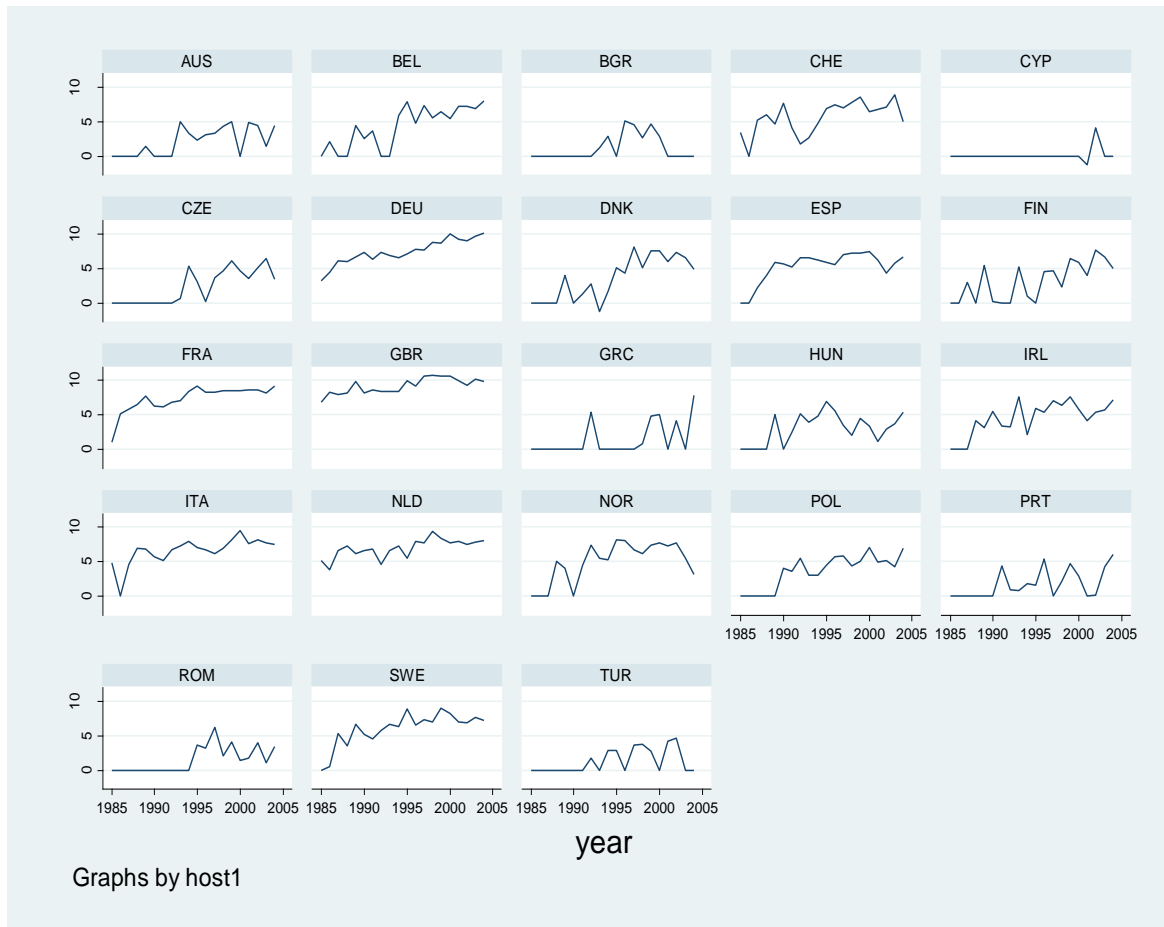 AUS BEL BGR CHE CYP
10
5
0
CZE DEU DNK ESP FIN
10
5
0
FRA GBR GRC HUN IRL
10
5
0
ITA NLD NOR POL PRT
10
5
0
1985 1990 1995 2000 2005 1985 1990 1995 2000 2005
ROM SWE TUR
10
5
0
1985 1990 1995 2000 2005 1985 1990 1995 2000 2005 1985 1990 1995 2000 2005
year
Graphs by host1